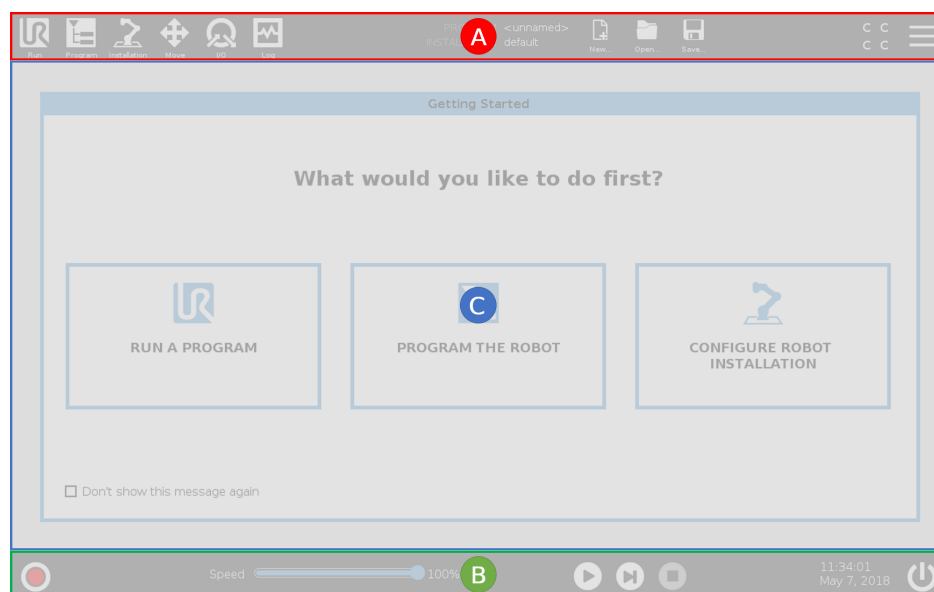 Run Program Installation Move I/O Log
<unnamed>
default
New... Open... Save...
A
C C
C C
Getting Started
What would you like to do first?
C
RUN A PROGRAM
PROGRAM THE ROBOT
CONFIGURE ROBOT
INSTALLATION
Don't show this message again
Speed
100%
B
11:34:01
May 7, 2018